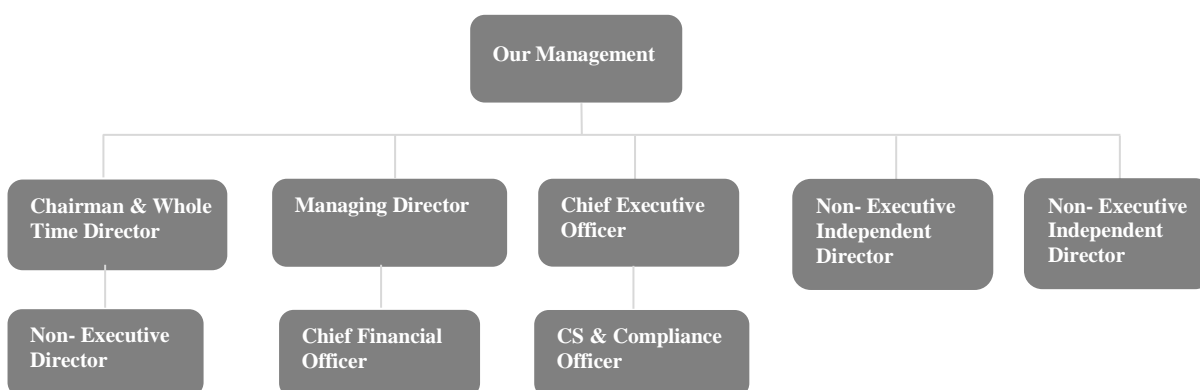 Our Management
Chairman & Whole
Time Director
Managing Director
Chief Executive
Officer
Non- Executive
Independent
Director
Non- Executive
Independent
Director
Non- Executive
Director
Chief Financial
Officer
CS & Compliance
Officer